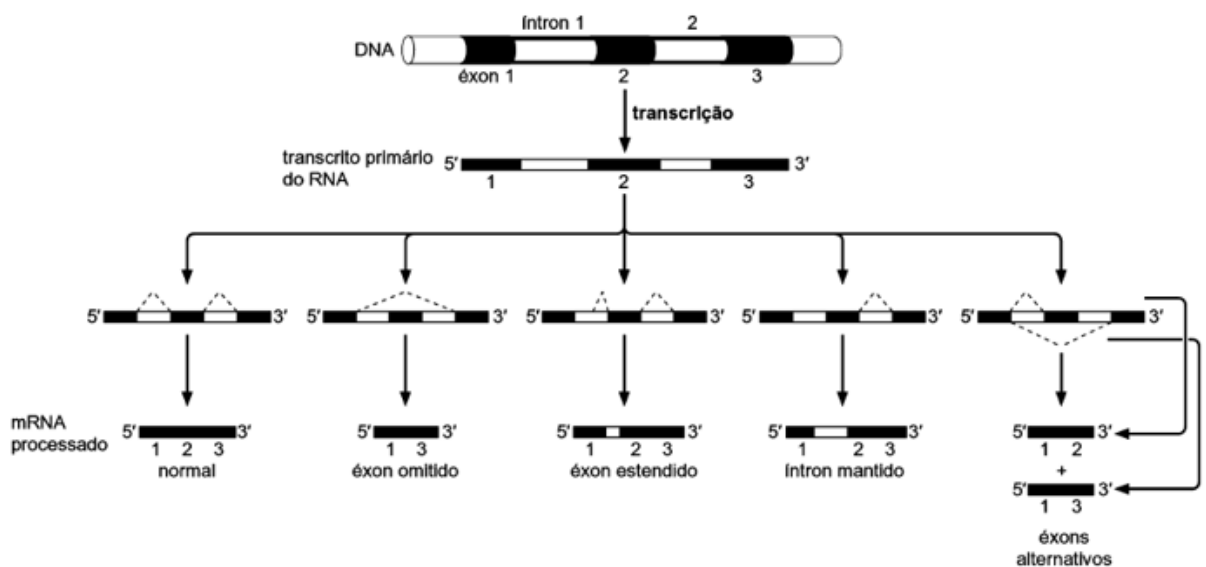 íntron 1 2
DNA
éxon 1 2 3
transcrição
transcrito primário
do RNA
5′ 3′
1 2 3
5′ 3′ 5′ 3′ 5′ 3′ 5′ 3′ 5′ 3′
mRNA
processado
5′ 3′ 5′ 3′ 5′ 3′ 5′ 3′ 5′ 3′
1 2 3 1 3 1 2 3 1 2 3 1 2
normal éxon omitido éxon estendido íntron mantido
+
5′ 3′
1 3
éxons
alternativos